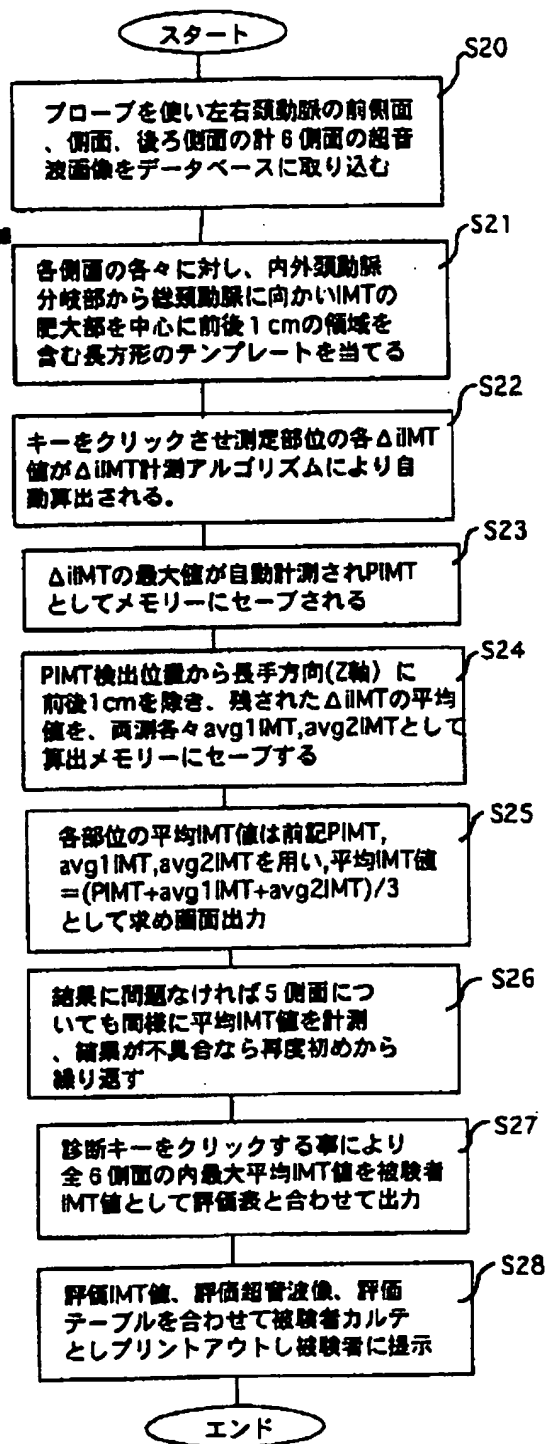 スタート
S20
プローブを使い左右頚動脈の前側面
、側面、後ろ側面の計6側面の超音
波画像をデータベースに取り込む
S21
各側面の各々に対し、内外頚動脈
分岐部から総頚動脈に向かいIMTの
肥大部を中心に前後1cmの領域を
含む長方形のテンプレートを当てる
S22
キーをクリックさせ測定部位の各ΔiIMT
値がΔiIMT計測アルゴリズムにより自
動算出される。
S23
ΔiIMTの最大値が自動計測されPIMT
としてメモリーにセーブされる
S24
PIMT検出位置から長手方向(Z軸)に
前後1cmを除き、残されたΔiIMTの平均
値を、両測各々avg1IMT,avg2IMTとして
算出メモリーにセーブする
S25
各部位の平均IMT値は前記PIMT,
avg1IMT,avg2IMTを用い,平均IMT値
=(PIMT+avg1IMT+avg2IMT)/3
として求め画面出力
S26
結果に問題なければ5側面につ
いても同様に平均IMT値を計測
、結果が不具合なら再度初めから
繰り返す
S27
診断キーをクリックする事により
全6側面の内最大平均IMT値を被験者
IMT値として評価表と合わせて出力
S28
評価IMT値、評価超音波像、評価
テーブルを合わせて被験者カルテ
としプリントアウトし被験者に提示
エンド